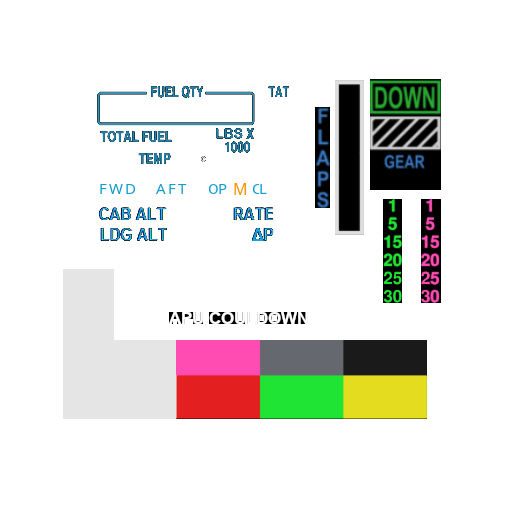 FUEL QTY TAT
TOTAL FUEL LBS X
1000
TEMP °C
FWD AFT OP M CL
CAB ALT RATE
LDG ALT ΔP
FLAPS
DOWN
GEAR
1 1
5 5
15 15
20 20
25 25
30 30
APU COOLDOWN